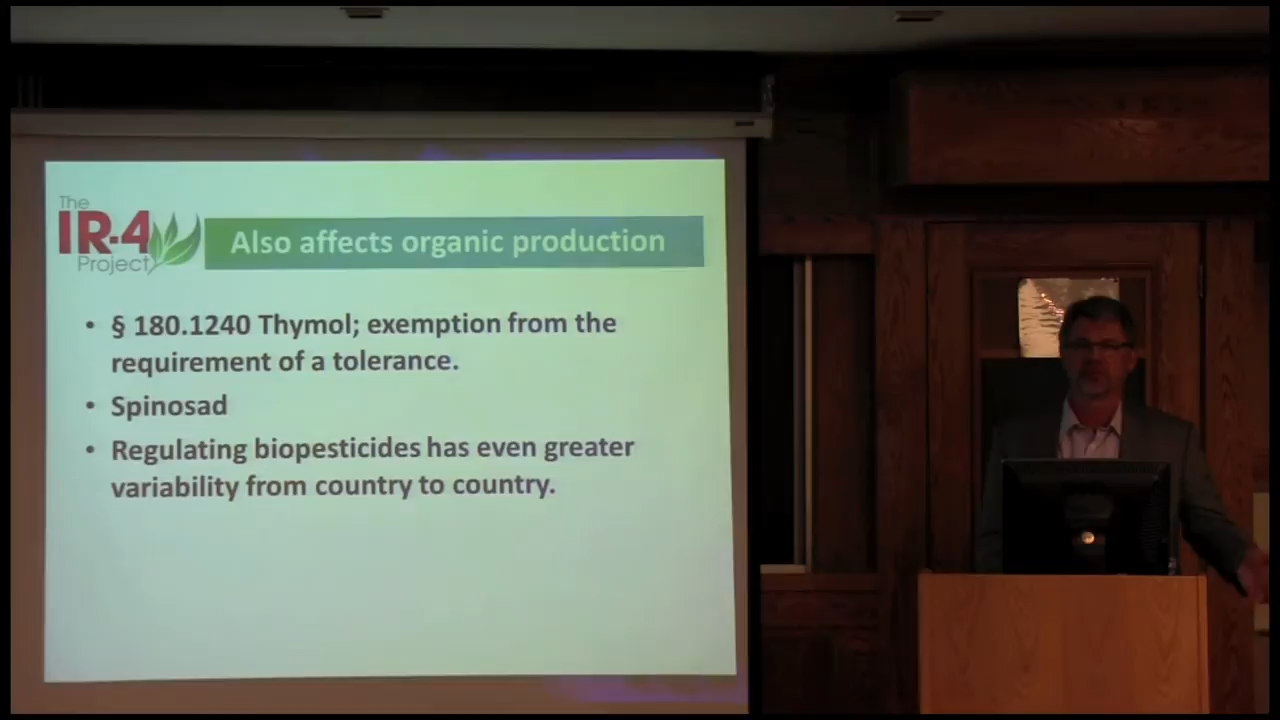 The
IR-4
Project
Also affects organic production
• § 180.1240 Thymol; exemption from the
requirement of a tolerance.
• Spinosad
• Regulating biopesticides has even greater
variability from country to country.